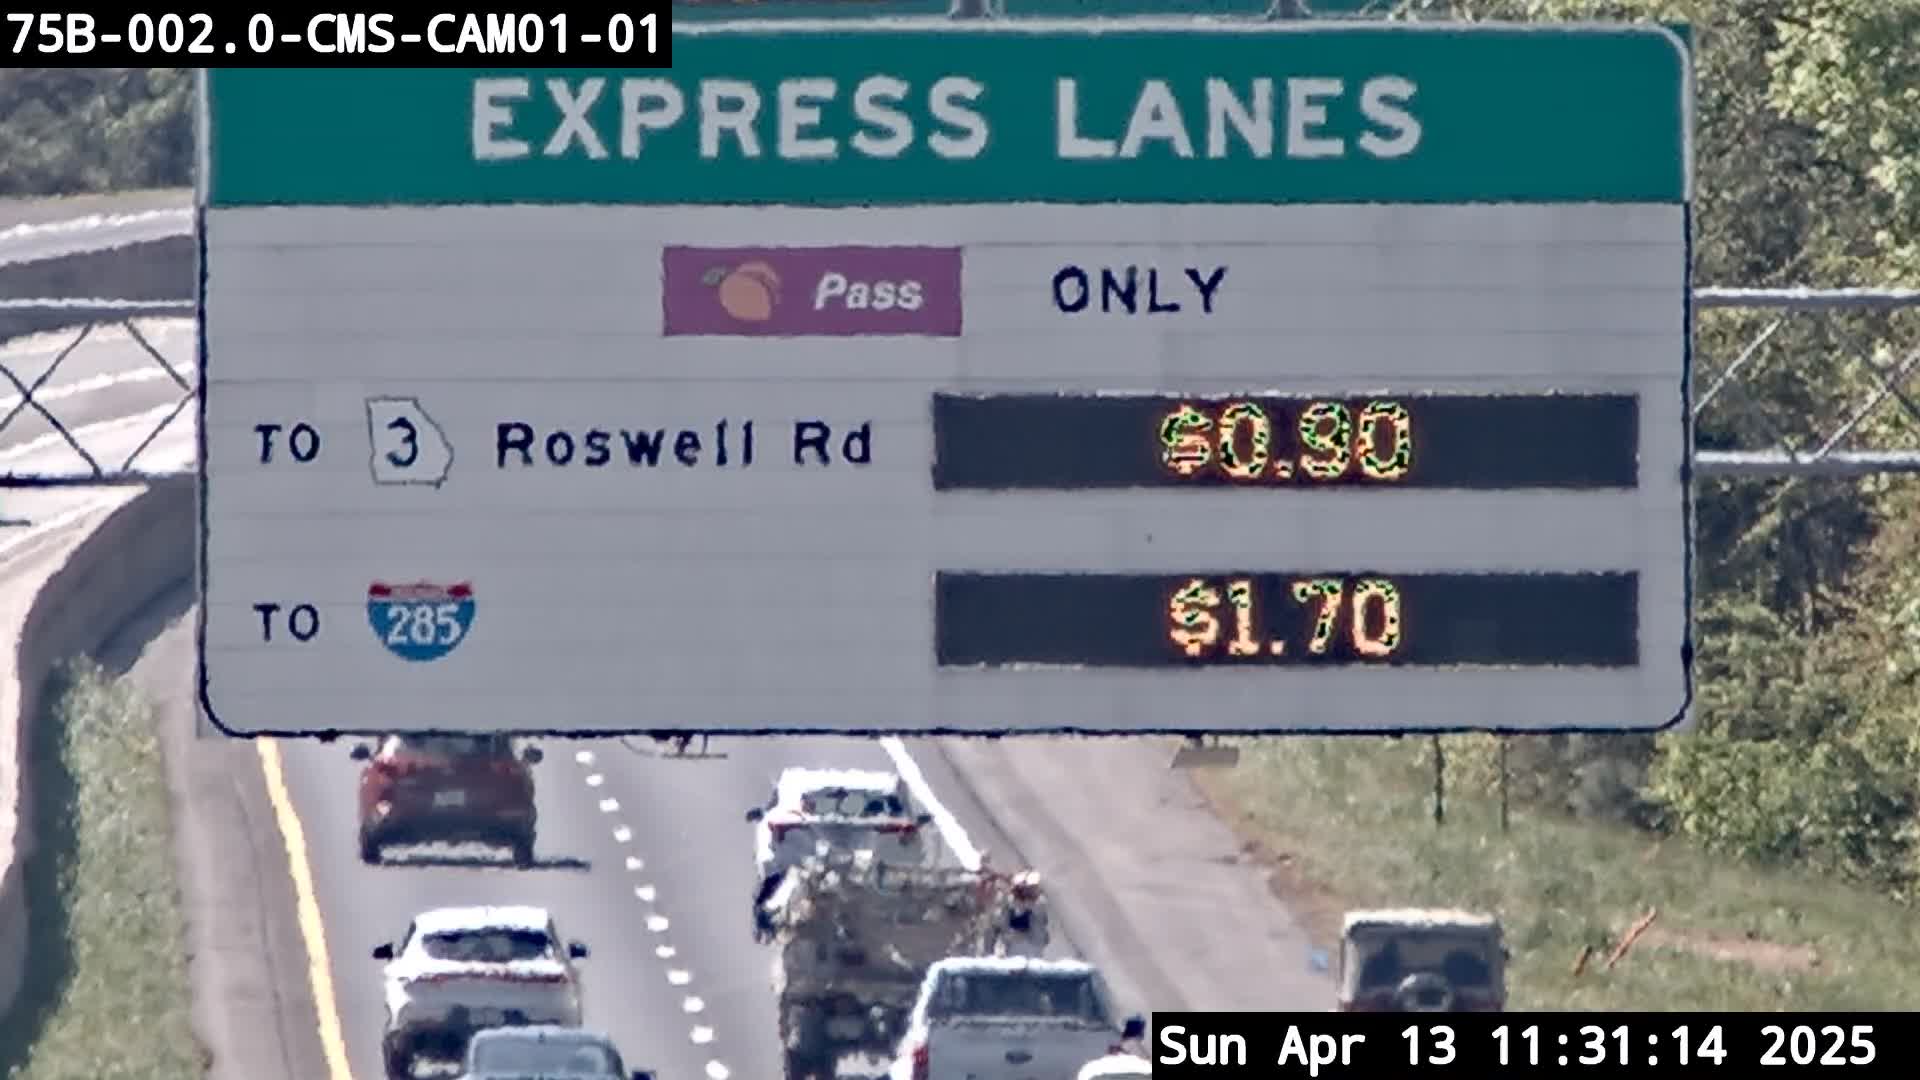 75B-002.0-CMS-CAM01-01
EXPRESS LANES
Pass ONLY
TO 3 Roswell Rd $0.90
TO 285 $1.70
Sun Apr 13 11:31:14 2025